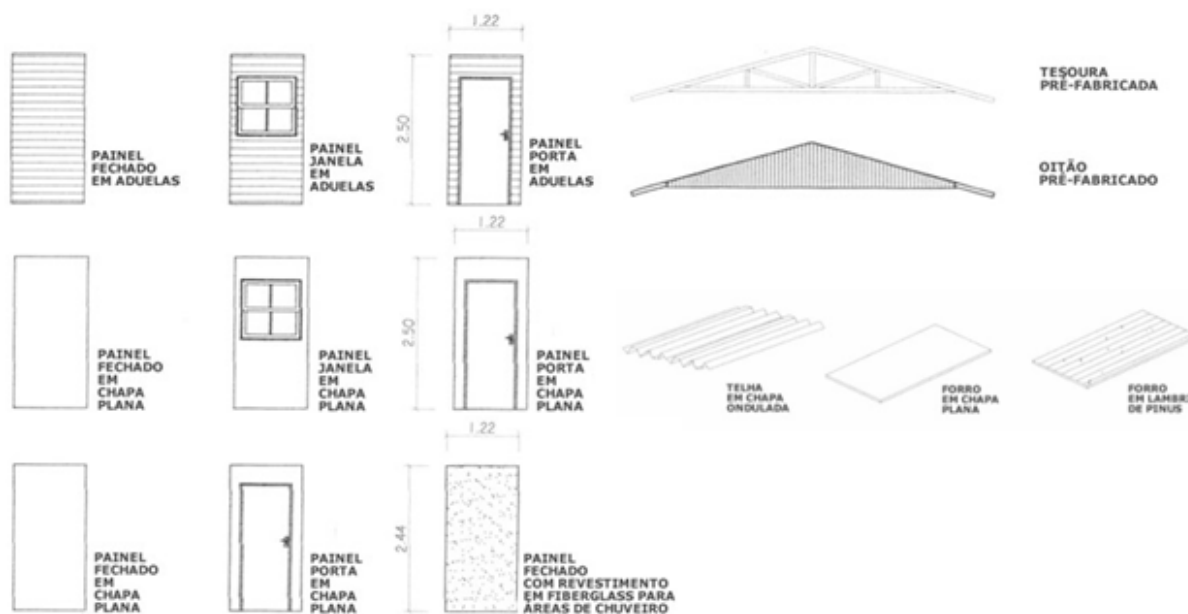 1.22
2.50
PAINEL
FECHADO
EM ADUELAS
PAINEL
JANELA
EM
ADUELAS
PAINEL
PORTA
EM
ADUELAS
TESOURA
PRÉ-FABRICADA
OITÃO
PRÉ-FABRICADO
1.22
2.50
PAINEL
FECHADO
EM
CHAPA
PLANA
PAINEL
JANELA
EM
CHAPA
PLANA
PAINEL
PORTA
EM
CHAPA
PLANA
TELHA
EM CHAPA
ONDULADA
FORRO
EM CHAPA
PLANA
FORRO
EM LAMBRI
DE PINUS
1.22
2.44
PAINEL
FECHADO
EM
CHAPA
PLANA
PAINEL
PORTA
EM
CHAPA
PLANA
PAINEL
FECHADO
COM REVESTIMENTO
EM FIBERGLASS PARA
ÁREAS DE CHUVEIRO